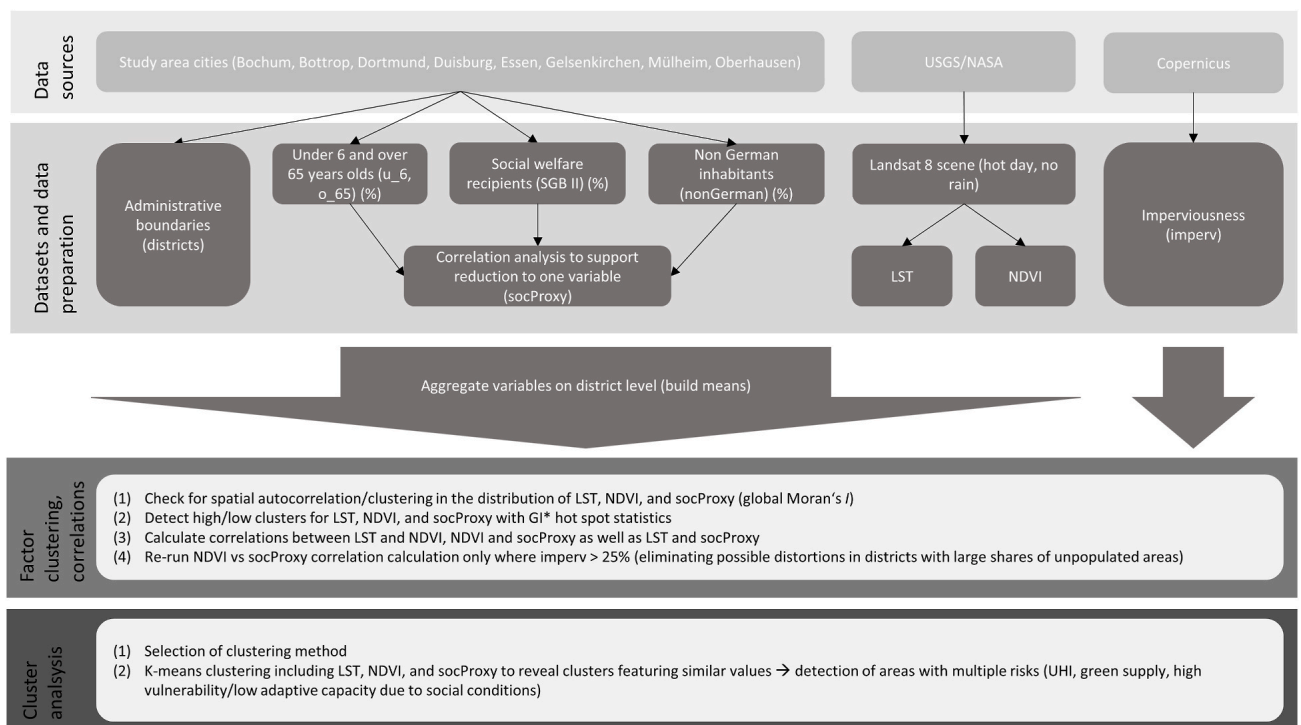 Data
sources
Study area cities (Bochum, Bottrop, Dortmund, Duisburg, Essen, Gelsenkirchen, Mülheim, Oberhausen)
USGS/NASA
Copernicus
Datasets and data
preparation
Administrative
boundaries
(districts)
Under 6 and over
65 years olds (u_6,
o_65) (%)
Social welfare
recipients (SGB II) (%)
Non German
inhabitants
(nonGerman) (%)
Correlation analysis to support
reduction to one variable
(socProxy)
Landsat 8 scene (hot day, no
rain)
LST
NDVI
Imperviousness
(imperv)
Aggregate variables on district level (build means)
Factor
clustering,
correlations
(1) Check for spatial autocorrelation/clustering in the distribution of LST, NDVI, and socProxy (global Moran‘s I)
(2) Detect high/low clusters for LST, NDVI, and socProxy with GI* hot spot statistics
(3) Calculate correlations between LST and NDVI, NDVI and socProxy as well as LST and socProxy
(4) Re-run NDVI vs socProxy correlation calculation only where imperv > 25% (eliminating possible distortions in districts with large shares of unpopulated areas)
Cluster
analsysis
(1) Selection of clustering method
(2) K-means clustering including LST, NDVI, and socProxy to reveal clusters featuring similar values → detection of areas with multiple risks (UHI, green supply, high
vulnerability/low adaptive capacity due to social conditions)